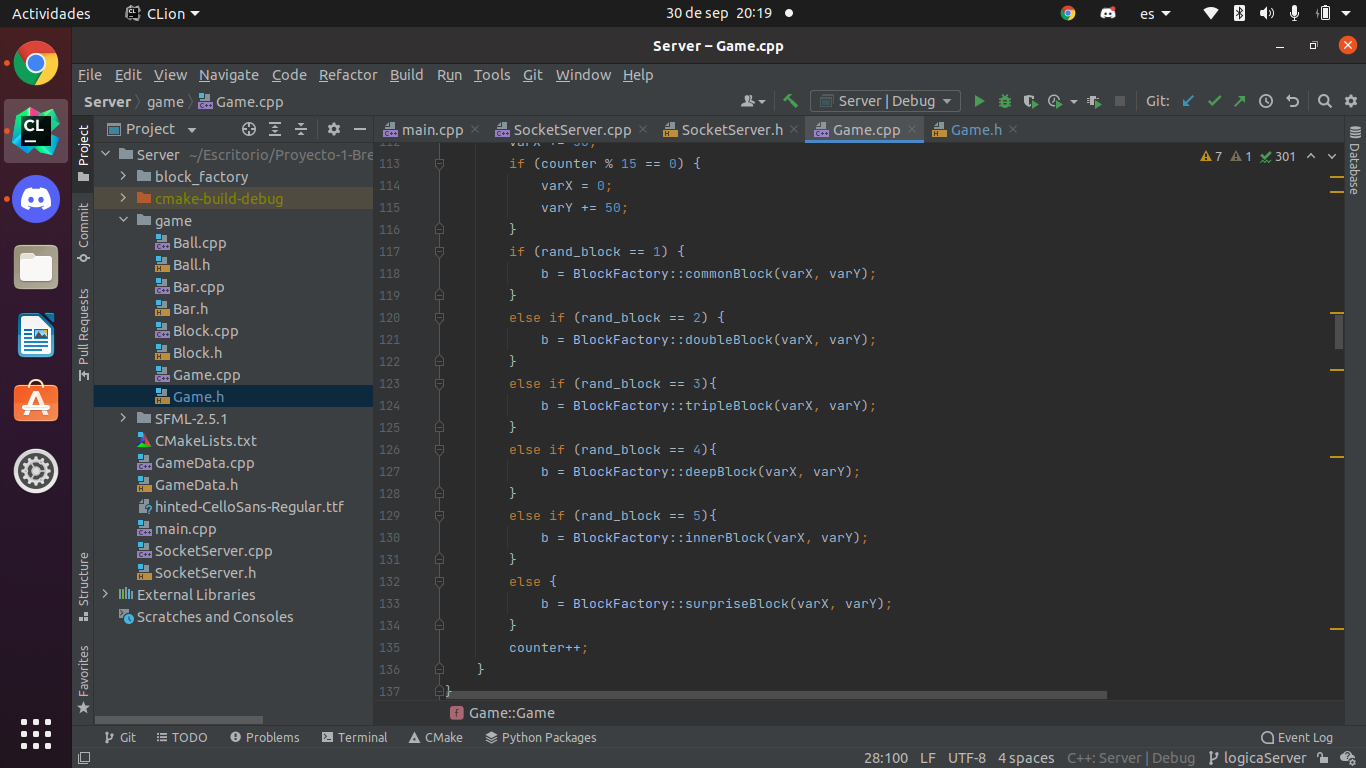 Actividades CLion 30 de sep 20:19 es
Server – Game.cpp
File Edit View Navigate Code Refactor Build Run Tools Git Window Help
Server game Game.cpp Server | Debug Git:
Project main.cpp SocketServer.cpp SocketServer.h Game.cpp Game.h
Server ~/Escritorio/Proyecto-1-Bre
block_factory
cmake-build-debug
game
Ball.cpp
Ball.h
Bar.cpp
Bar.h
Block.cpp
Block.h
Game.cpp
Game.h
SFML-2.5.1
CMakeLists.txt
GameData.cpp
GameData.h
hinted-CelloSans-Regular.ttf
main.cpp
SocketServer.cpp
SocketServer.h
External Libraries
Scratches and Consoles
Project
Commit
Pull Requests
Structure
Favorites
112 varX += 50;
113 if (counter % 15 == 0) {
114 varX = 0;
115 varY += 50;
116 }
117 if (rand_block == 1) {
118 b = BlockFactory::commonBlock(varX, varY);
119 }
120 else if (rand_block == 2) {
121 b = BlockFactory::doubleBlock(varX, varY);
122 }
123 else if (rand_block == 3){
124 b = BlockFactory::tripleBlock(varX, varY);
125 }
126 else if (rand_block == 4){
127 b = BlockFactory::deepBlock(varX, varY);
128 }
129 else if (rand_block == 5){
130 b = BlockFactory::innerBlock(varX, varY);
131 }
132 else {
133 b = BlockFactory::surpriseBlock(varX, varY);
134 }
135 counter++;
136 }
137 }
7 1 301
Database
f Game::Game
Git TODO Problems Terminal CMake Python Packages Event Log
28:100 LF UTF-8 4 spaces C++: Server | Debug logicaServer